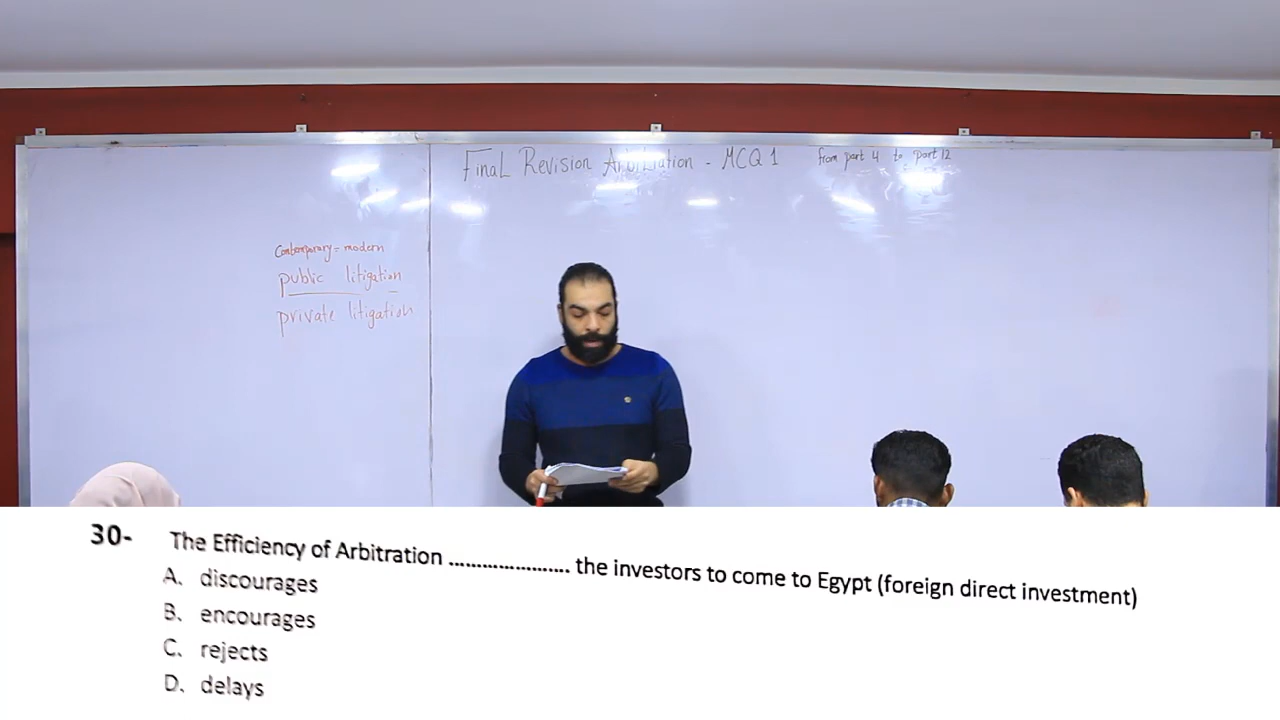 Final Revision Arbitration - MCQ 1 from part 4 to part 12
Contemporary = modern
public litigation
private litigation
30- The Efficiency of Arbitration ..................... the investors to come to Egypt (foreign direct investment)
A. discourages
B. encourages
C. rejects
D. delays